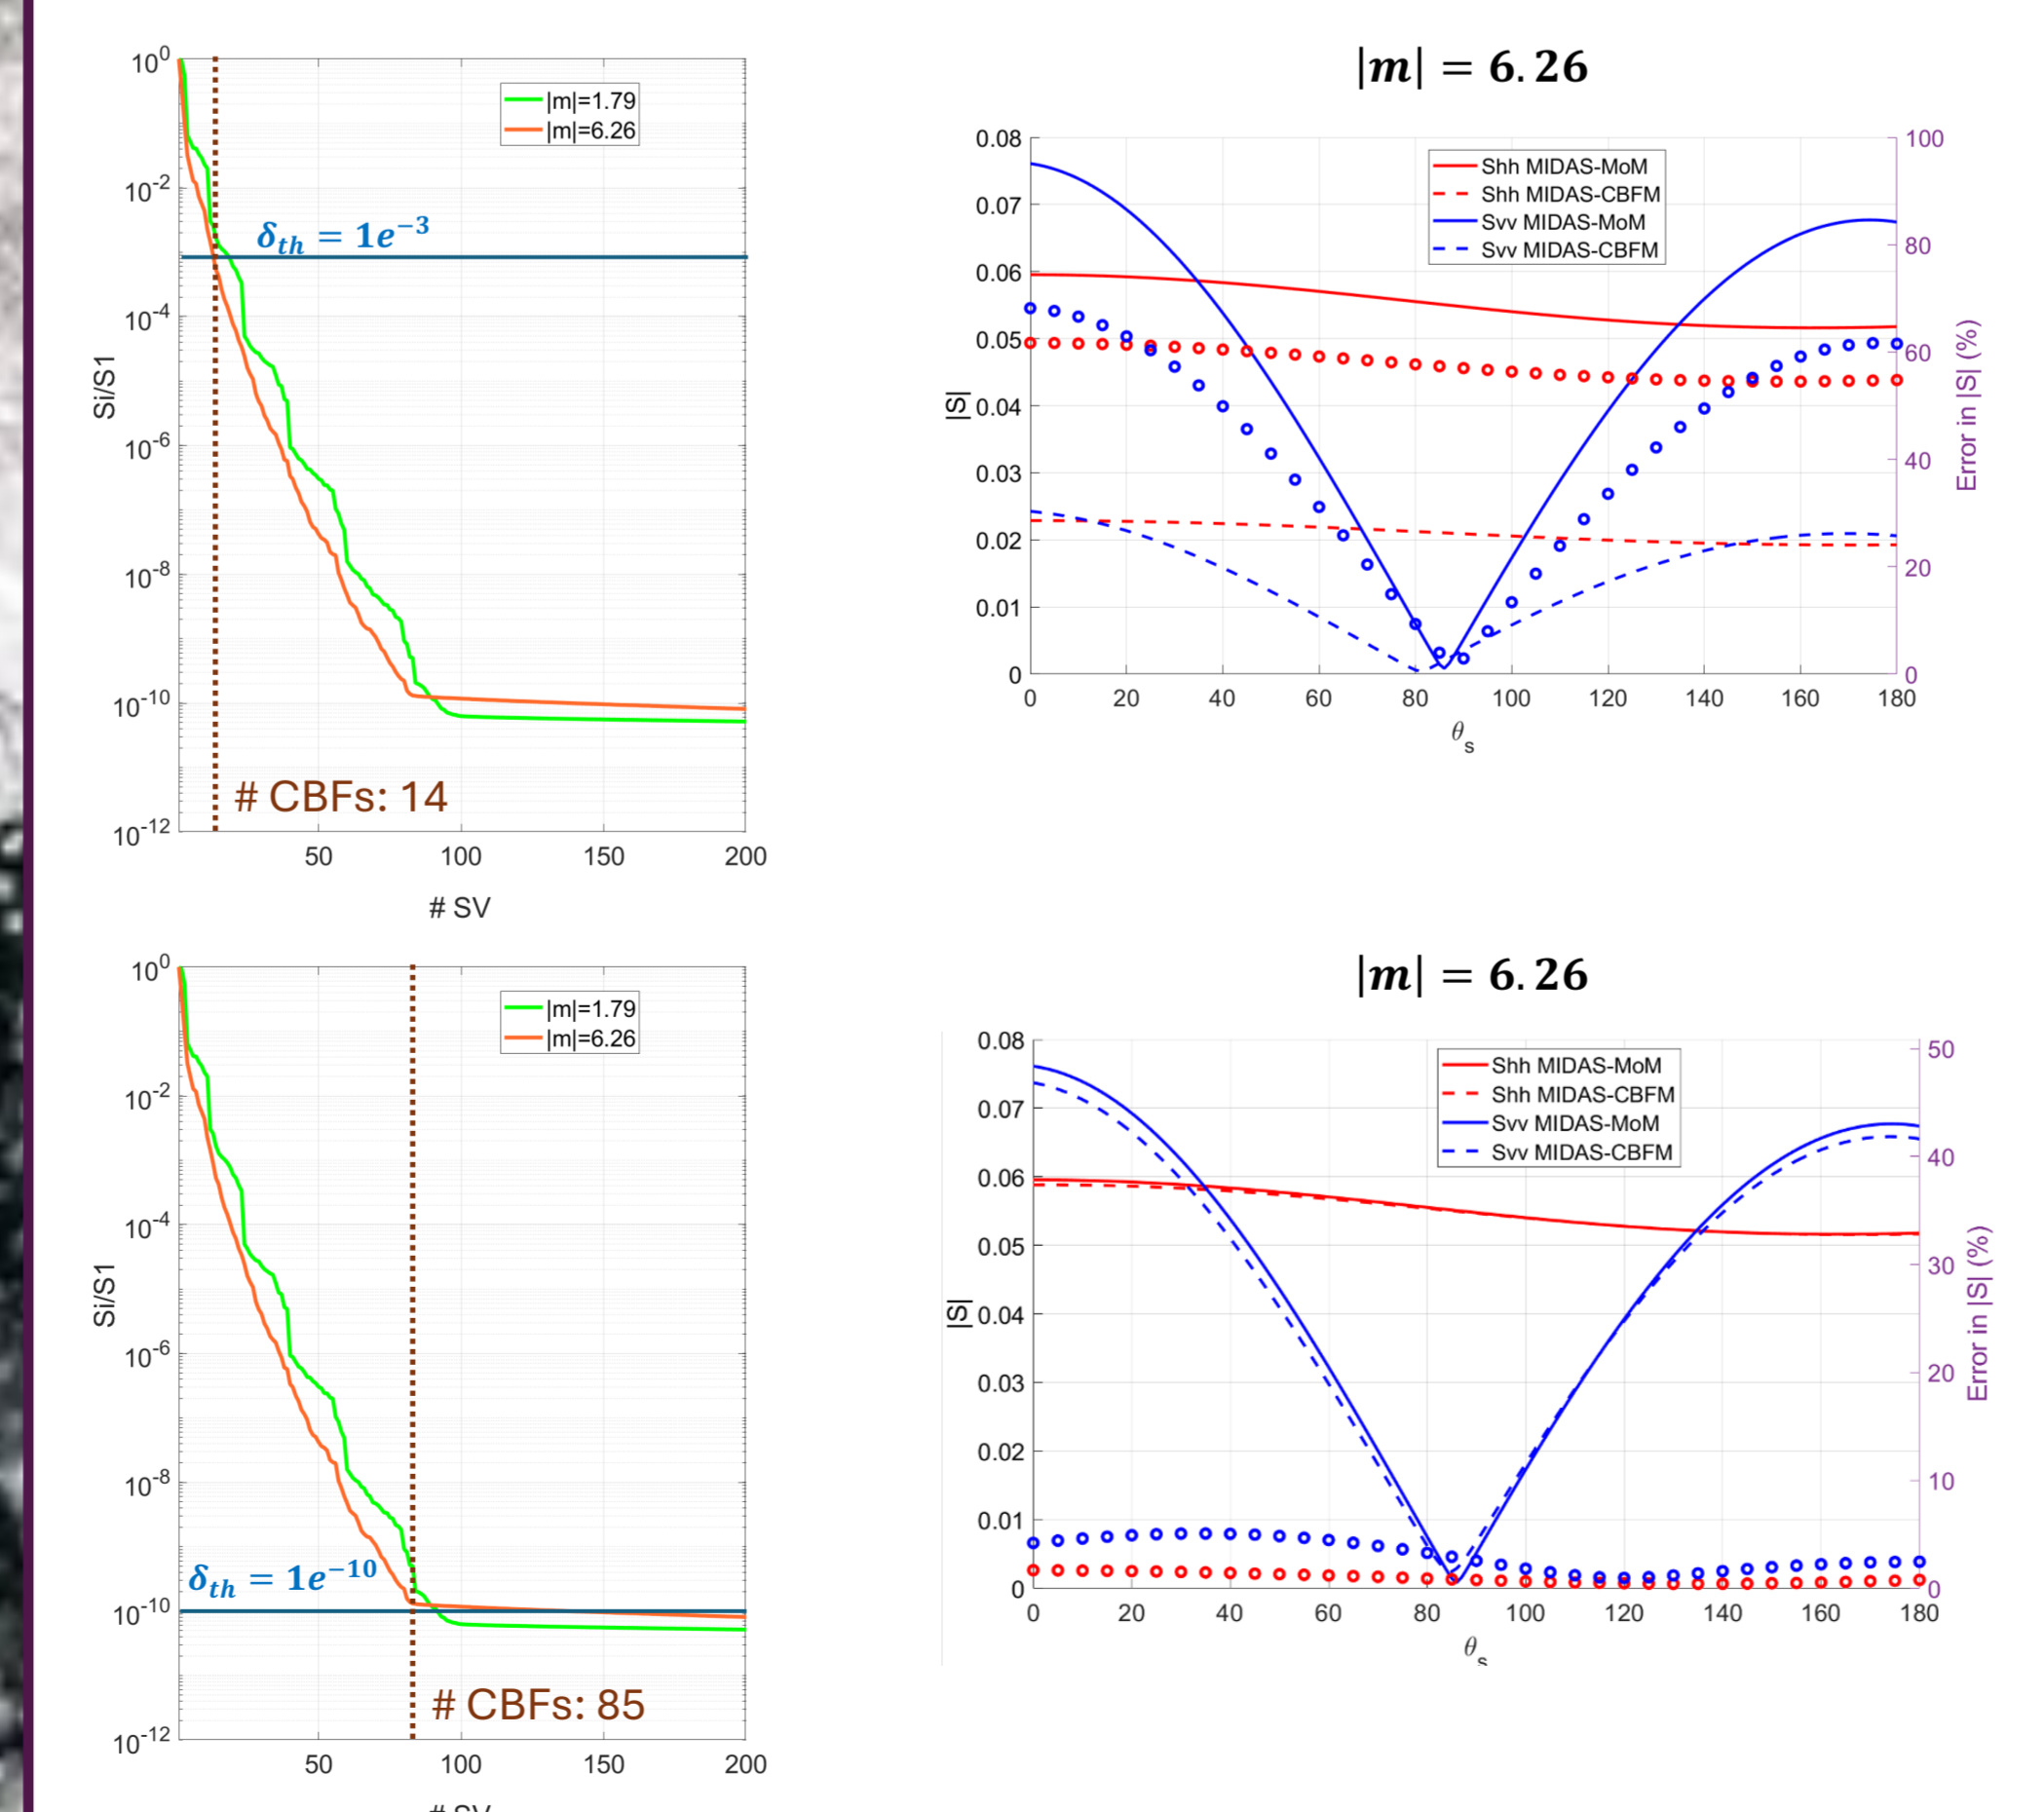 10^0
10^-2
10^-4
10^-6
10^-8
10^-10
10^-12
Si/S1
|m|=1.79
|m|=6.26
δ_th = 1e^-3
# CBFs: 14
50 100 150 200
# SV
|m| = 6.26
0.08
0.07
0.06
0.05
0.04
0.03
0.02
0.01
0
|S|
Shh MIDAS-MoM
Shh MIDAS-CBFM
Svv MIDAS-MoM
Svv MIDAS-CBFM
100
80
60
40
20
0
Error in |S| (%)
0 20 40 60 80 100 120 140 160 180
θ_s
10^0
10^-2
10^-4
10^-6
10^-8
10^-10
10^-12
Si/S1
|m|=1.79
|m|=6.26
δ_th = 1e^-10
# CBFs: 85
50 100 150 200
# SV
|m| = 6.26
0.08
0.07
0.06
0.05
0.04
0.03
0.02
0.01
0
|S|
Shh MIDAS-MoM
Shh MIDAS-CBFM
Svv MIDAS-MoM
Svv MIDAS-CBFM
50
40
30
20
10
0
Error in |S| (%)
0 20 40 60 80 100 120 140 160 180
θ_s